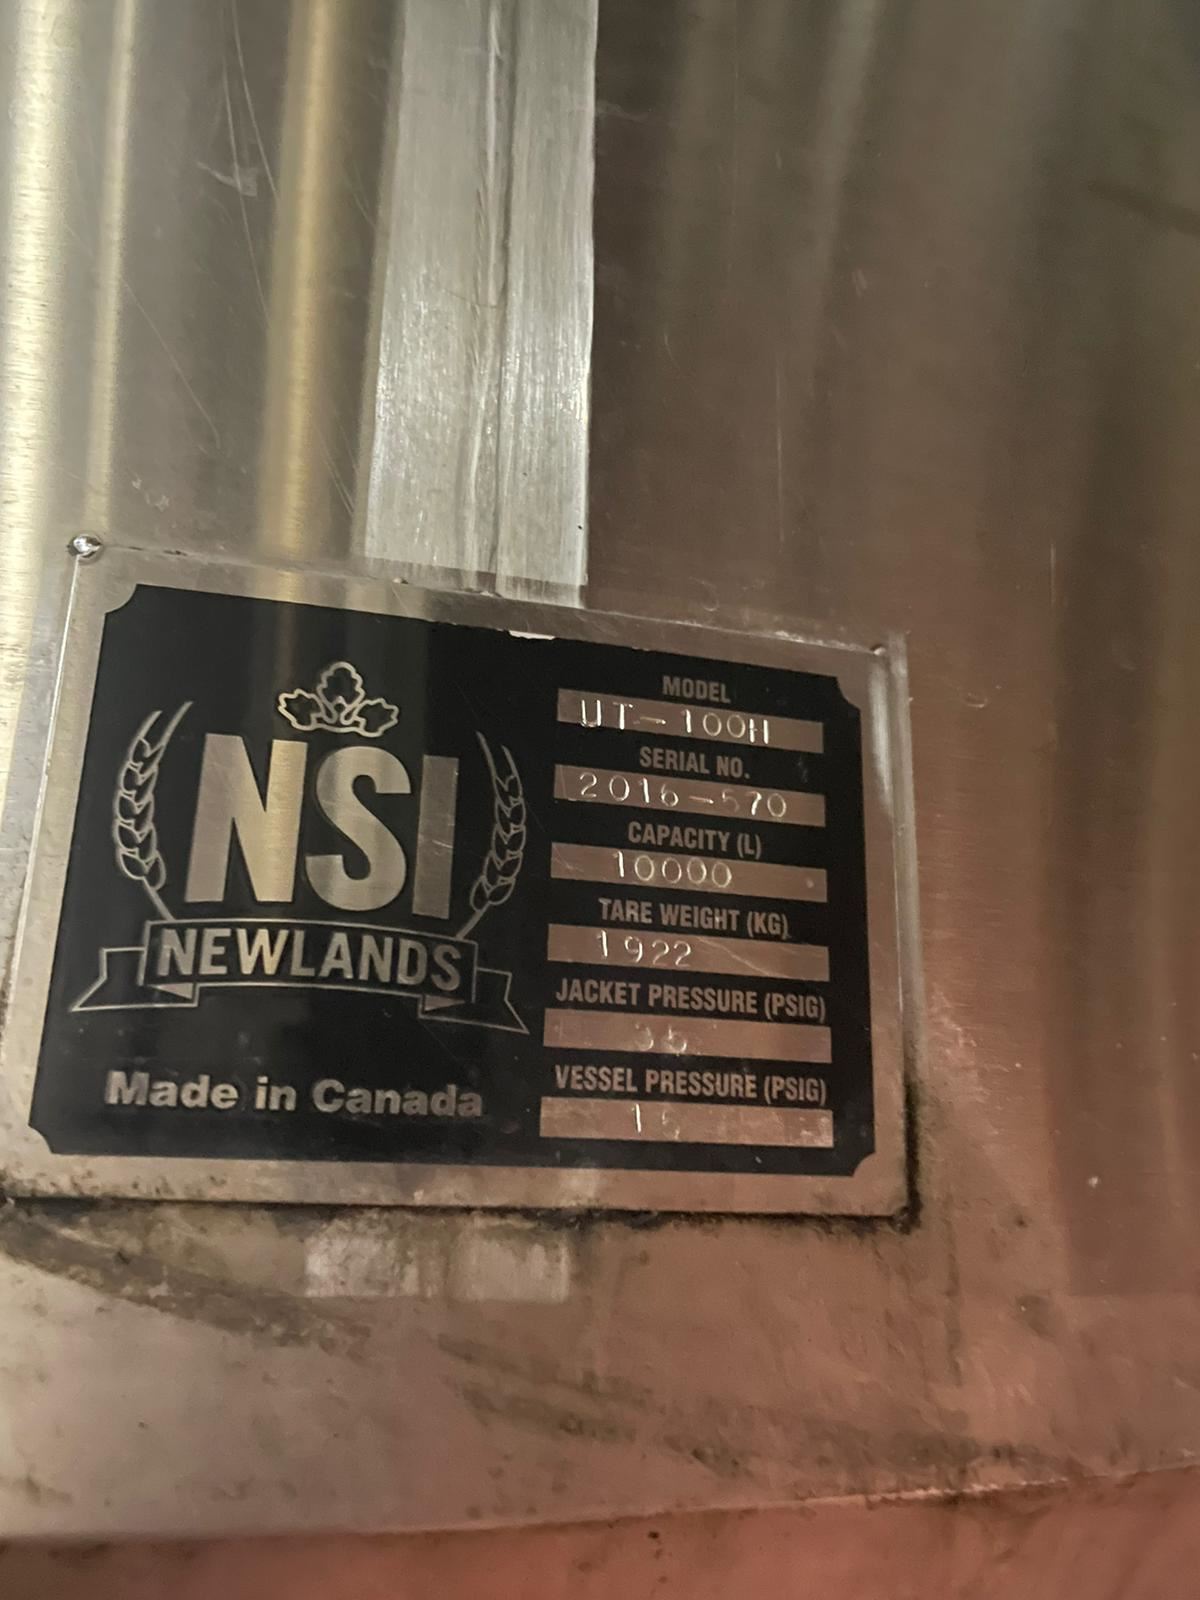 NSI
NEWLANDS
Made in Canada
MODEL
UT-100H
SERIAL NO.
2016-570
CAPACITY (L)
10000
TARE WEIGHT (KG)
1922
JACKET PRESSURE (PSIG)
VESSEL PRESSURE (PSIG)
15